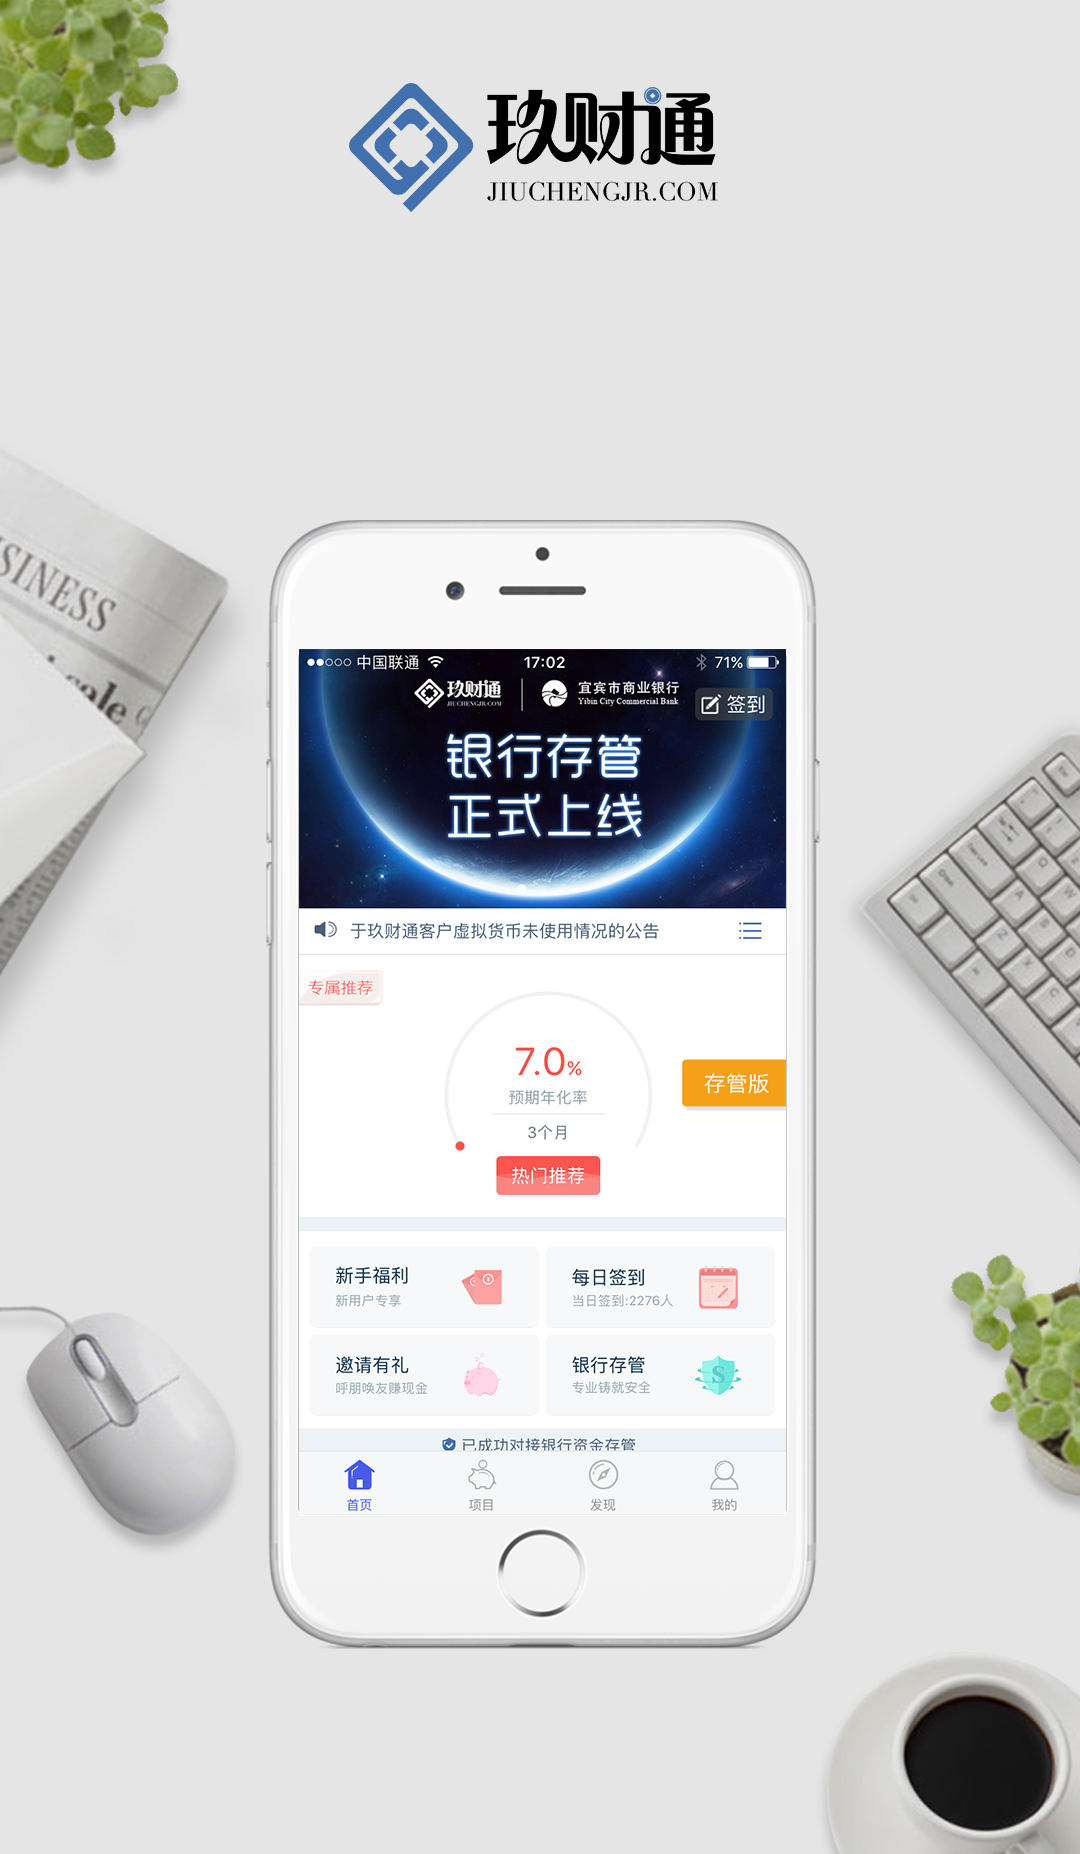 玖财通
JIUCHENGJR.COM
SINESS
中国联通
17:02
71%
玖财通
JIUCHENGJR.COM
宜宾市商业银行
Yibin City Commercial Bank
签到
银行存管
正式上线
于玖财通客户虚拟货币未使用情况的公告
专属推荐
7.0%
预期年化率
3个月
热门推荐
存管版
新手福利
新用户专享
每日签到
当日签到:2276人
邀请有礼
呼朋唤友赚现金
银行存管
专业铸就安全
已成功对接银行资金存管
首页
项目
发现
我的